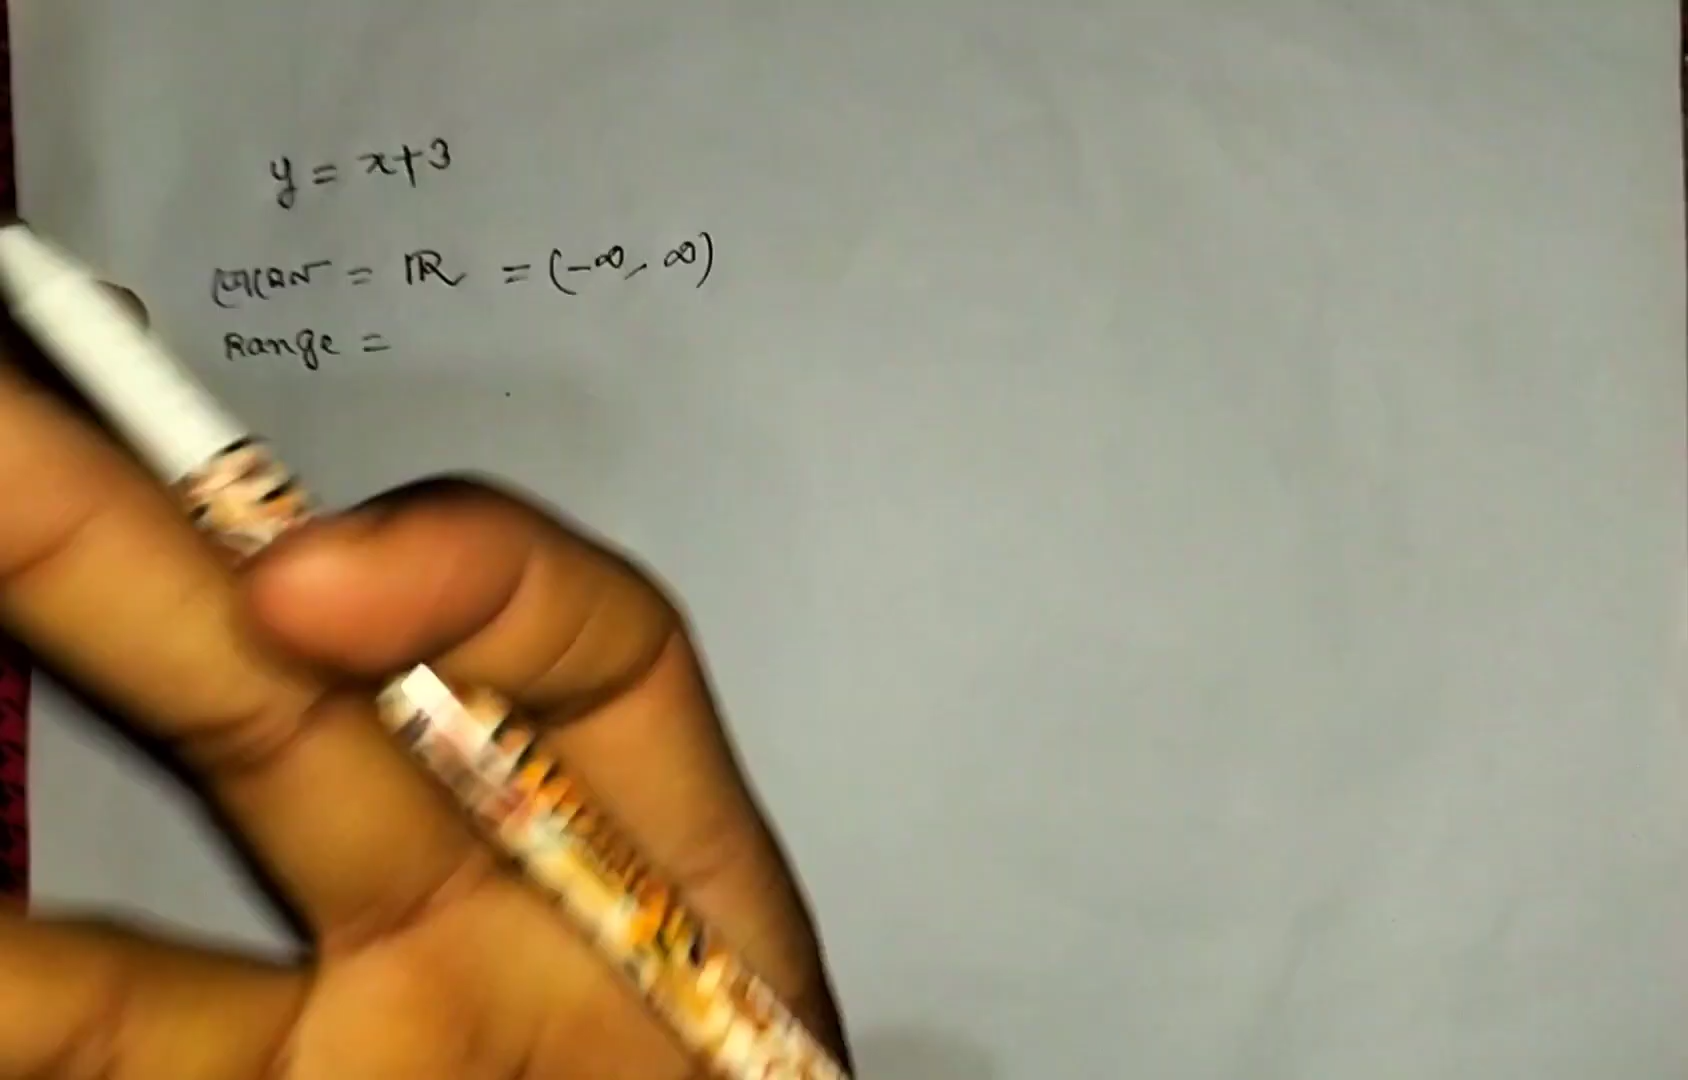 y = x+3
ডোমেন = ℝ = (-∞, ∞)
Range =